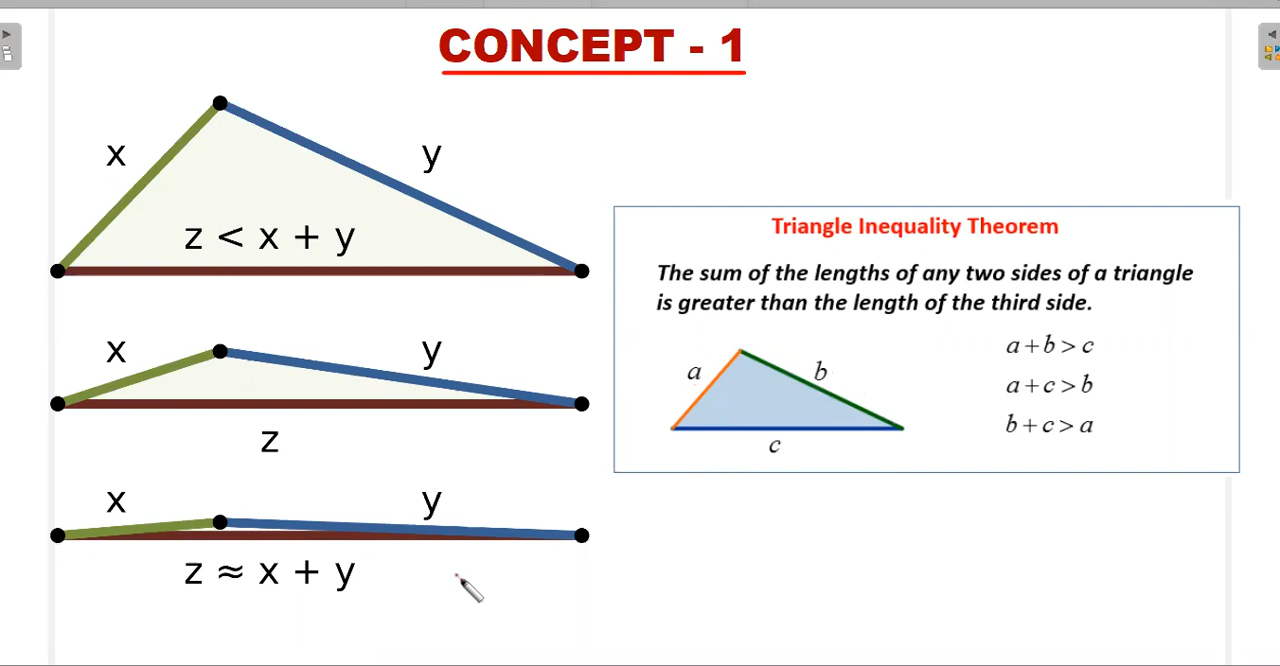 CONCEPT - 1
x
y
z < x + y
x
y
z
x
y
z ≈ x + y
Triangle Inequality Theorem
The sum of the lengths of any two sides of a triangle
is greater than the length of the third side.
a
b
c
a + b > c
a + c > b
b + c > a